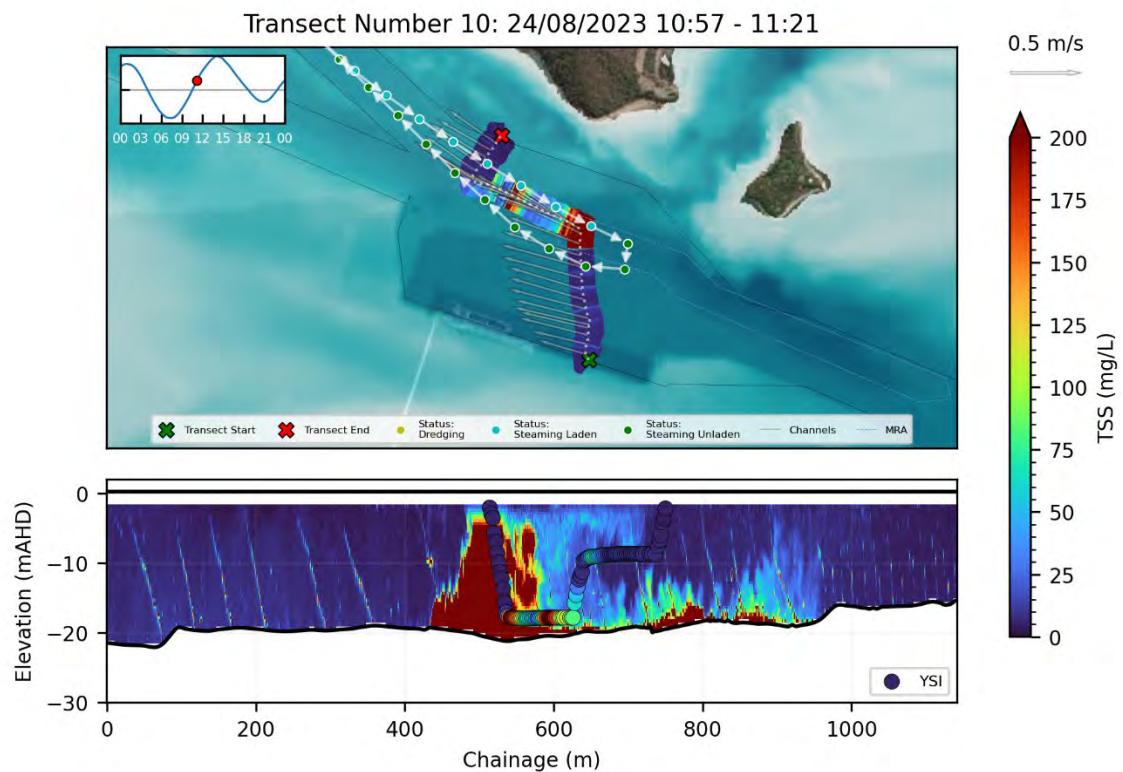 Transect Number 10: 24/08/2023 10:57 - 11:21
0.5 m/s
00 03 06 09 12 15 18 21 00
200
175
150
125
100
75
50
25
0
TSS (mg/L)
Transect Start
Transect End
Status:
Dredging
Status:
Steaming Laden
Status:
Steaming Unladen
Channels
MRA
0
−10
−20
−30
Elevation (mAHD)
YSI
0 200 400 600 800 1000
Chainage (m)